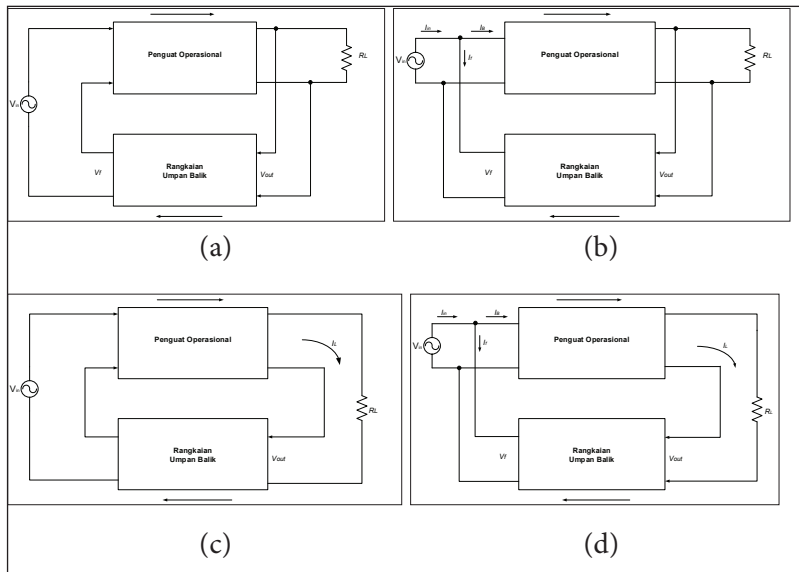 Penguat Operasional
RL
Vin
Rangkaian
Umpan Balik
Vf
Vout
(a)
Iin
IB
Penguat Operasional
If
RL
Vin
Rangkaian
Umpan Balik
Vf
Vout
(b)
Penguat Operasional
IL
Vin
RL
Rangkaian
Umpan Balik
Vout
(c)
Iin
IB
Penguat Operasional
If
Vin
IL
RL
Rangkaian
Umpan Balik
Vf
Vout
(d)